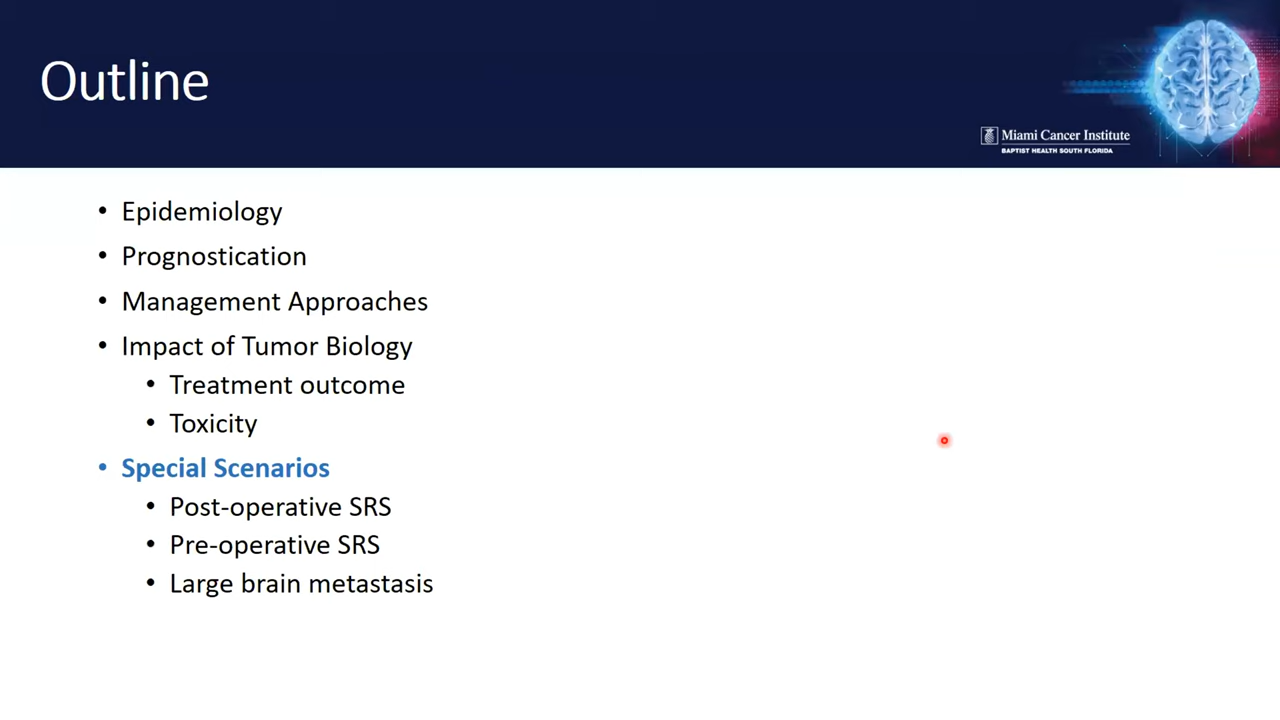 Outline
Miami Cancer Institute
BAPTIST HEALTH SOUTH FLORIDA
• Epidemiology
• Prognostication
• Management Approaches
• Impact of Tumor Biology
• Treatment outcome
• Toxicity
• Special Scenarios
• Post-operative SRS
• Pre-operative SRS
• Large brain metastasis